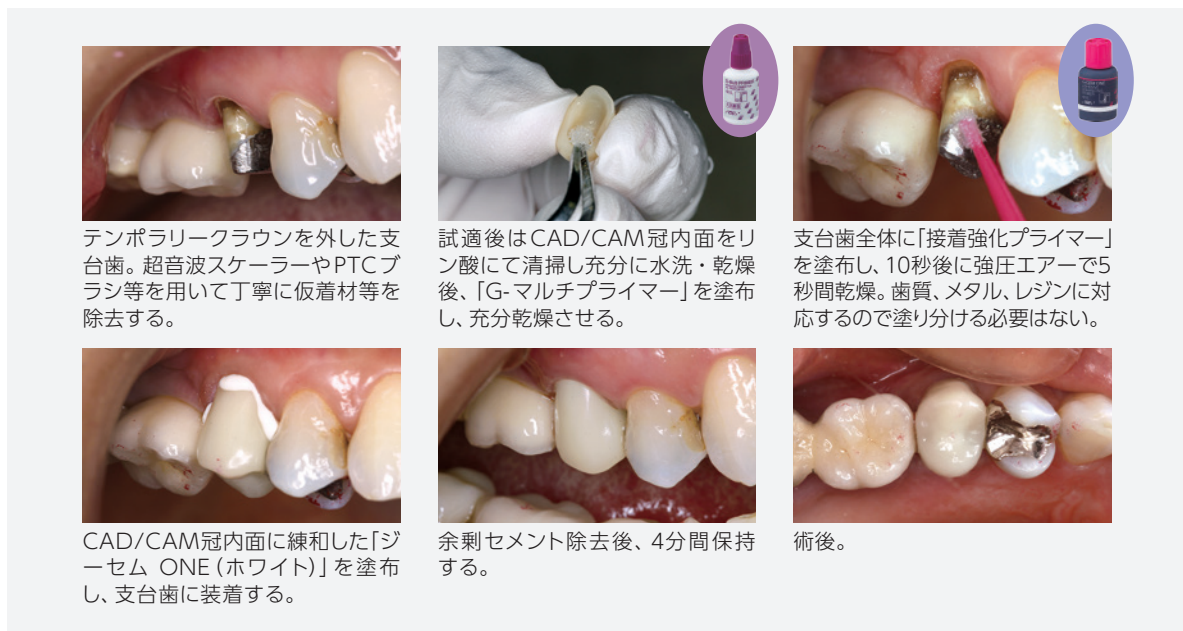 テンポラリークラウンを外した支
台歯。超音波スケーラーやPTCブ
ラシ等を用いて丁寧に仮着材等を
除去する。
試適後はCAD/CAM冠内面をリ
ン酸にて清掃し充分に水洗・乾燥
後、「G-マルチプライマー」を塗布
し、充分乾燥させる。
支台歯全体に「接着強化プライマー」
を塗布し、10秒後に強圧エアーで5
秒間乾燥。歯質、メタル、レジンに対
応するので塗り分ける必要はない。
CAD/CAM冠内面に練和した「ジ
ーセム ONE(ホワイト)」を塗布
し、支台歯に装着する。
余剰セメント除去後、4分間保持
する。
術後。